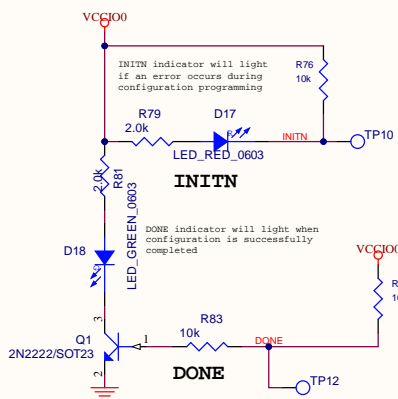 VCCIO0
INITN indicator will light
if an error occurs during
configuration programming
R76
10k
R79
2.0k
D17
INITN
TP10
LED_RED_0603
INITN
2.0k
R81
LED_GREEN_0603
D18
DONE indicator will light when
configuration is successfully
completed
VCCIO0
3
Q1
1
2N2222/SOT23
2
R83
10k
DONE
DONE
TP12